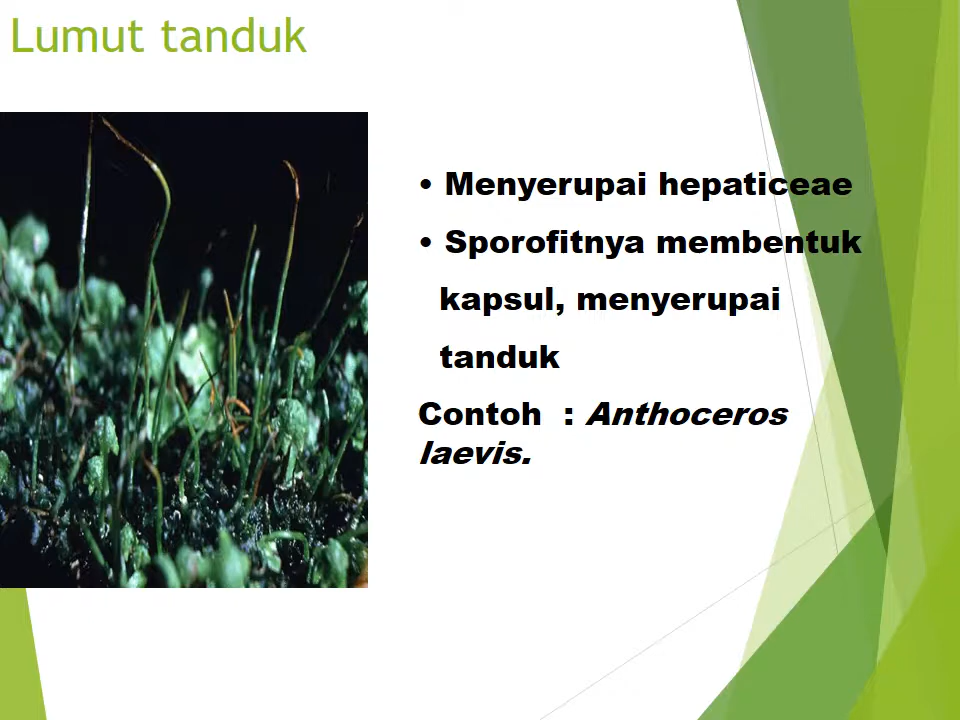 Lumut tanduk
• Menyerupai hepaticeae
• Sporofitnya membentuk
kapsul, menyerupai
tanduk
Contoh : Anthoceros
laevis.